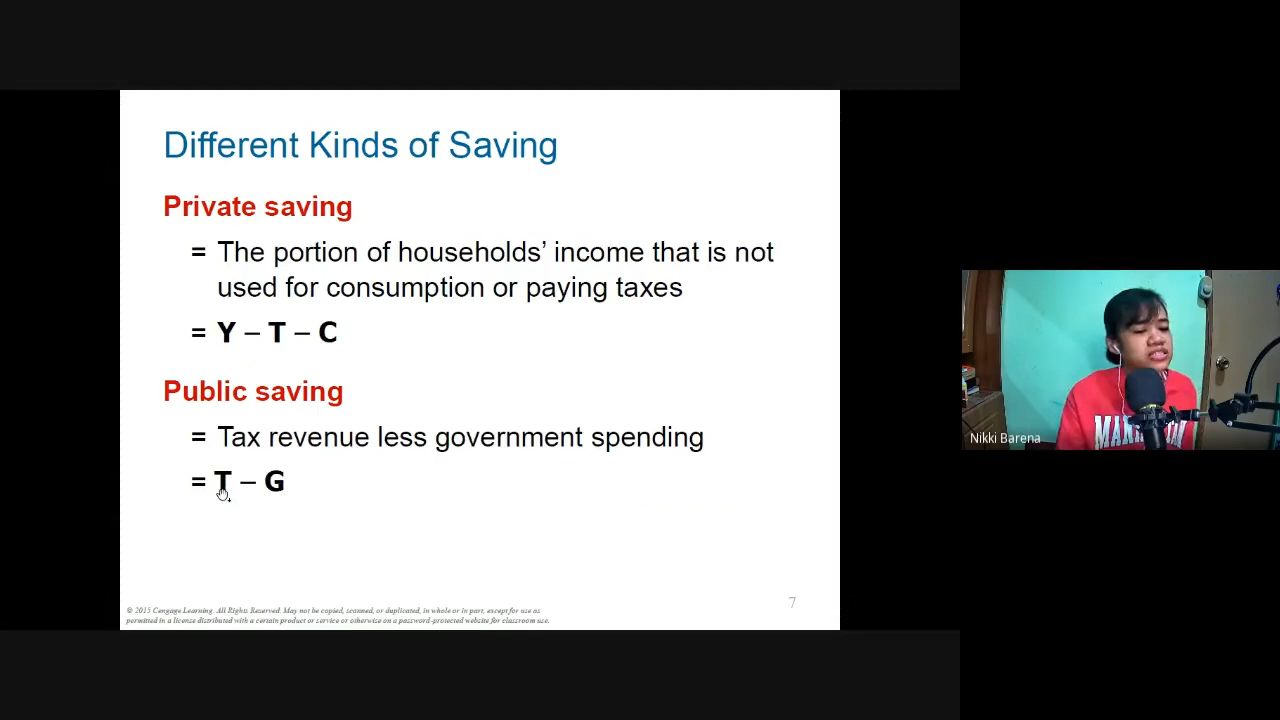 Different Kinds of Saving
Private saving
= The portion of households’ income that is not
used for consumption or paying taxes
= Y – T – C
Public saving
= Tax revenue less government spending
= T – G
© 2015 Cengage Learning. All Rights Reserved. May not be copied, scanned, or duplicated, in whole or in part, except for use as
permitted in a license distributed with a certain product or service or otherwise on a password-protected website for classroom use.
7
Nikki Barena